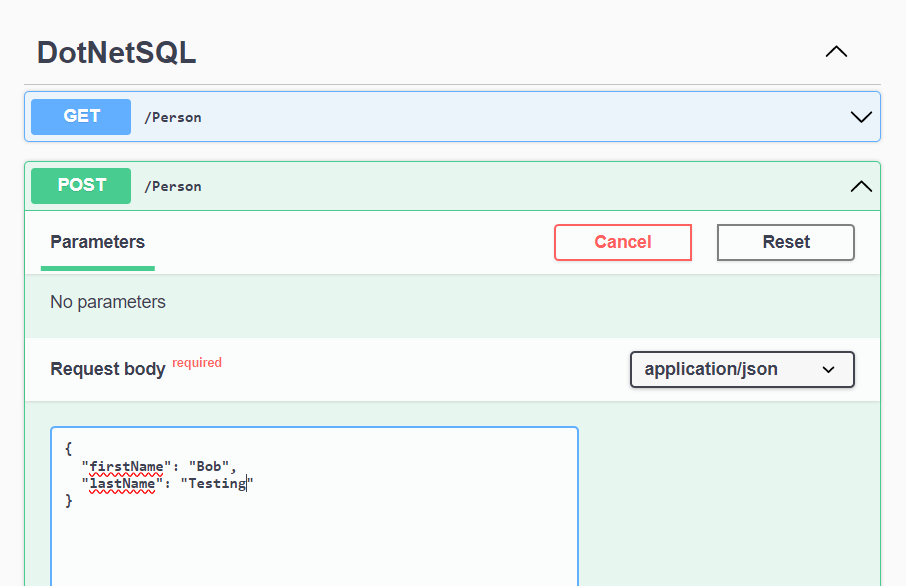 DotNetSQL
GET /Person
POST /Person
Parameters Cancel Reset
No parameters
Request body required application/json
{
  "firstName": "Bob",
  "lastName": "Testing"
}